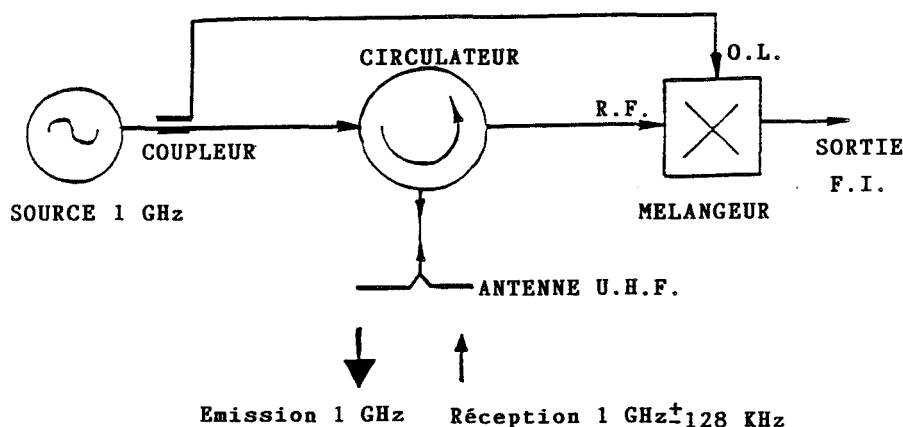 CIRCULATEUR
O.L.
R.F.
COUPLEUR
SORTIE
F.I.
SOURCE 1 GHz
MELANGEUR
ANTENNE U.H.F.
Emission 1 GHz
Réception 1 GHz±128 KHz